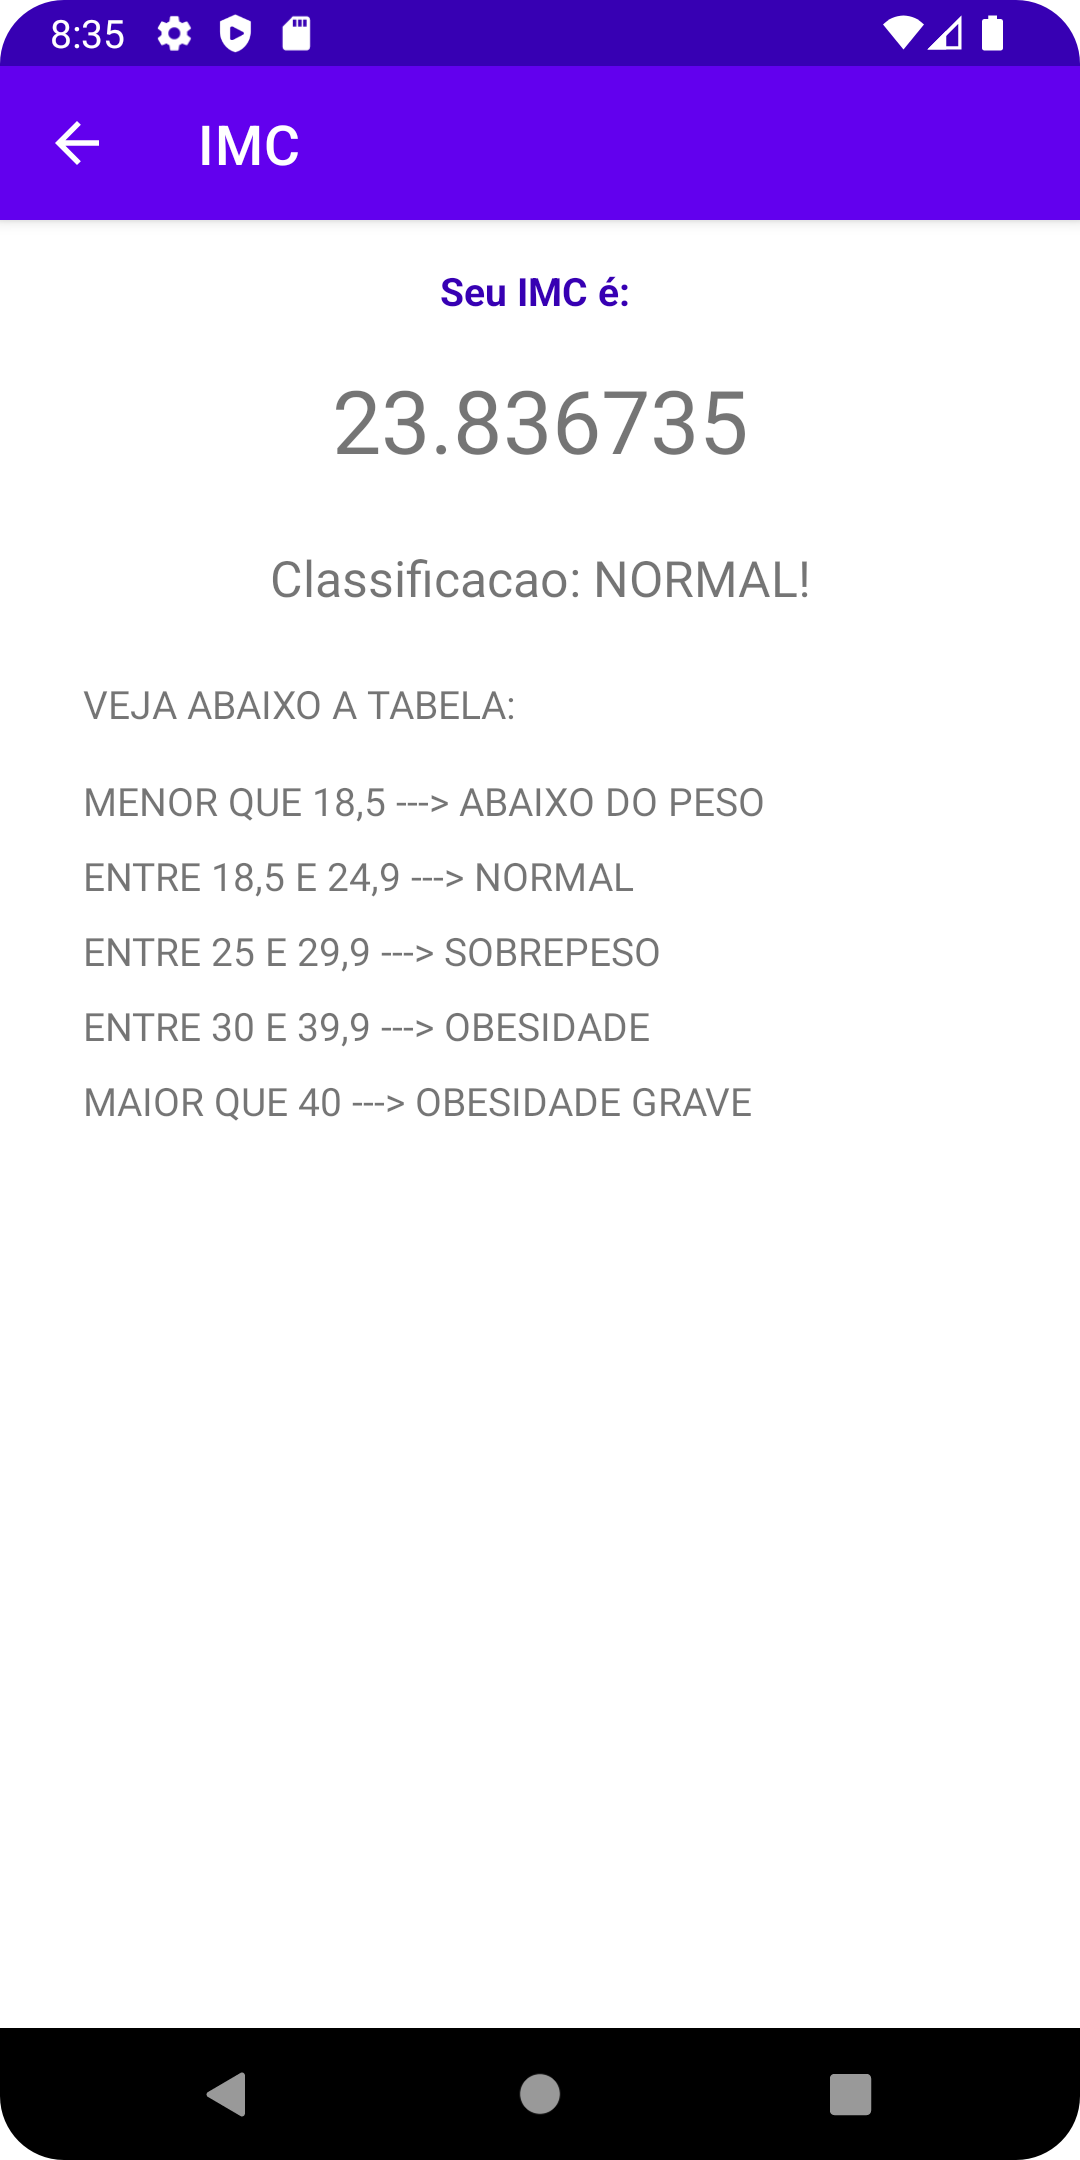 8:35
IMC
Seu IMC é:
23.836735
Classificacao: NORMAL!
VEJA ABAIXO A TABELA:
MENOR QUE 18,5 ---> ABAIXO DO PESO
ENTRE 18,5 E 24,9 ---> NORMAL
ENTRE 25 E 29,9 ---> SOBREPESO
ENTRE 30 E 39,9 ---> OBESIDADE
MAIOR QUE 40 ---> OBESIDADE GRAVE